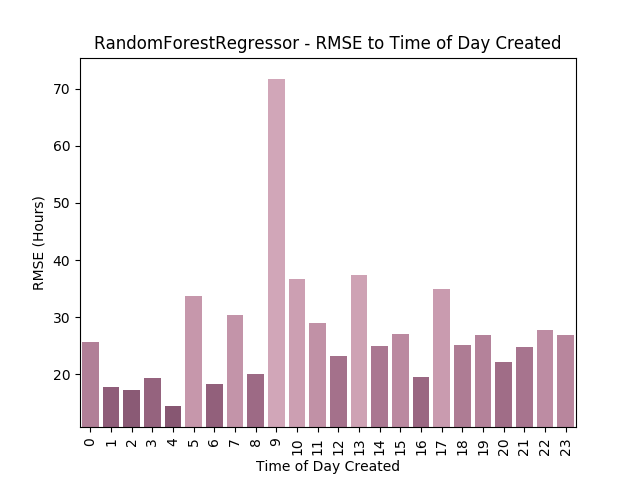 RandomForestRegressor - RMSE to Time of Day Created
70
60
50
40
30
20
RMSE (Hours)
0 1 2 3 4 5 6 7 8 9 10 11 12 13 14 15 16 17 18 19 20 21 22 23
Time of Day Created